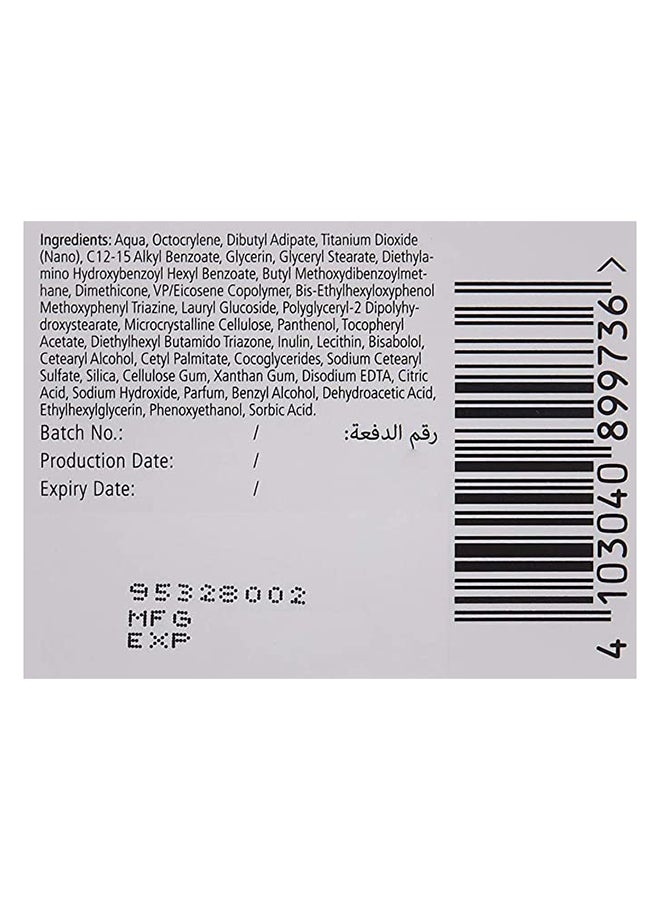 Ingredients: Aqua, Octocrylene, Dibutyl Adipate, Titanium Dioxide
(Nano), C12-15 Alkyl Benzoate, Glycerin, Glyceryl Stearate, Diethyla-
mino Hydroxybenzoyl Hexyl Benzoate, Butyl Methoxydibenzoylmet-
hane, Dimethicone, VP/Eicosene Copolymer, Bis-Ethylhexyloxyphenol
Methoxyphenyl Triazine, Lauryl Glucoside, Polyglyceryl-2 Dipolyhy-
droxystearate, Microcrystalline Cellulose, Panthenol, Tocopheryl
Acetate, Diethylhexyl Butamido Triazone, Inulin, Lecithin, Bisabolol,
Cetearyl Alcohol, Cetyl Palmitate, Cocoglycerides, Sodium Cetearyl
Sulfate, Silica, Cellulose Gum, Xanthan Gum, Disodium EDTA, Citric
Acid, Sodium Hydroxide, Parfum, Benzyl Alcohol, Dehydroacetic Acid,
Ethylhexylglycerin, Phenoxyethanol, Sorbic Acid.
Batch No.: / رقم الدفعة:
Production Date: /
Expiry Date: /
95328002
MFG
EXP
4 103040 899736 >